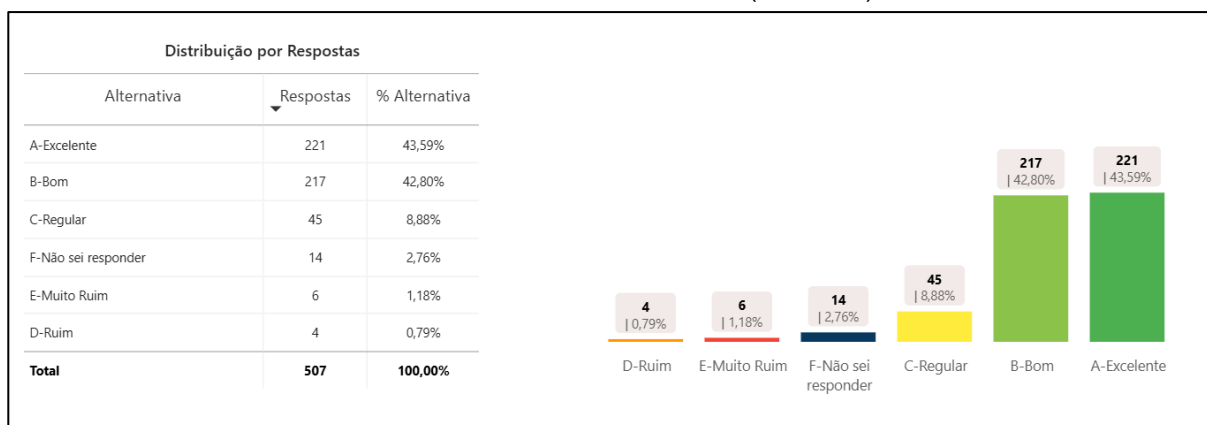 Distribuição por Respostas
Alternativa Respostas % Alternativa
A-Excelente 221 43,59%
B-Bom 217 42,80%
C-Regular 45 8,88%
F-Não sei responder 14 2,76%
E-Muito Ruim 6 1,18%
D-Ruim 4 0,79%
Total 507 100,00%
4
| 0,79%
6
| 1,18%
14
| 2,76%
45
| 8,88%
217
| 42,80%
221
| 43,59%
D-Ruim
E-Muito Ruim
F-Não sei
responder
C-Regular
B-Bom
A-Excelente